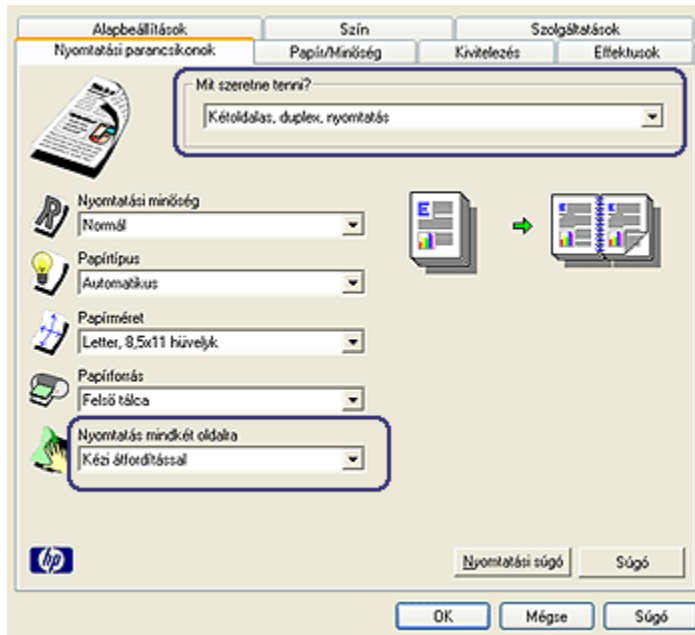 Alapbeállítások Szín Szolgáltatások
Nyomtatási parancsikonok Papír/Minőség Kivitelezés Effektusok
Mit szeretne tenni?
Kétoldalas, duplex, nyomtatás
Nyomtatási minőség
Normál
Papírtípus
Automatikus
Papírméret
Letter, 8,5x11 hüvelyk
Papírforrás
Felső tálca
Nyomtatás mindkét oldalra
Kézi átfordítással
hp
Nyomtatási súgó Súgó
OK Mégse Súgó